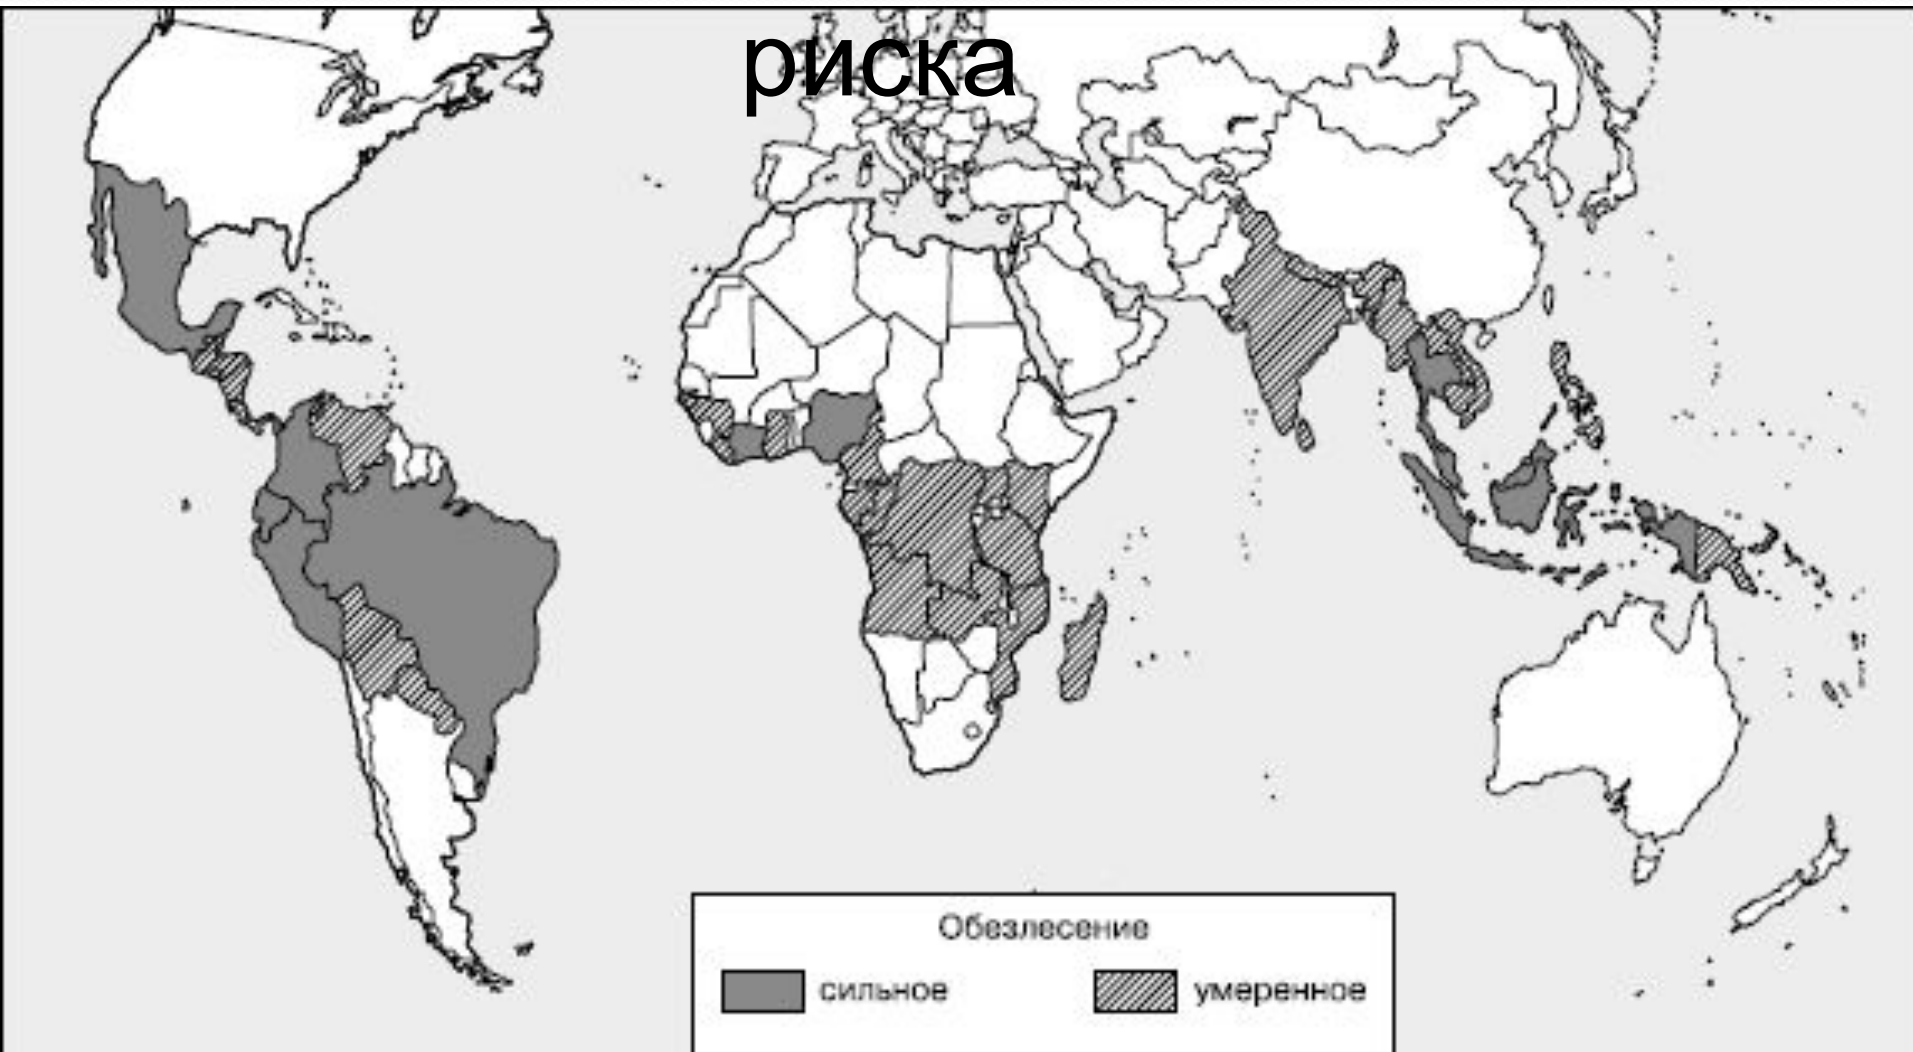 риска
Обезлесение
сильное
умеренное